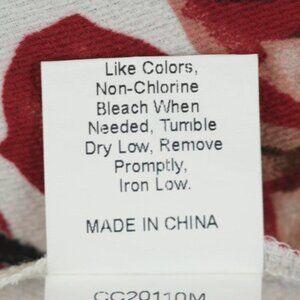 Like Colors,
Non-Chlorine
Bleach When
Needed, Tumble
Dry Low, Remove
Promptly,
Iron Low.
MADE IN CHINA